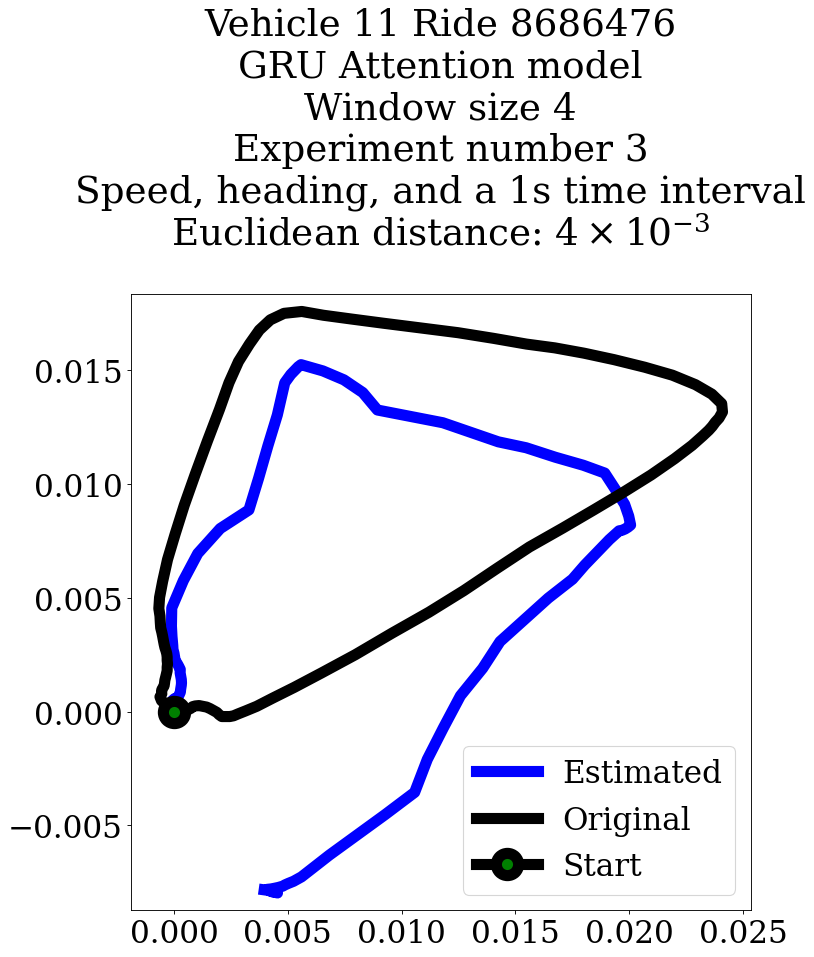 Vehicle 11 Ride 8686476
GRU Attention model
Window size 4
Experiment number 3
Speed, heading, and a 1s time interval
Euclidean distance: 4 × 10⁻³
0.015
0.010
0.005
0.000
−0.005
Estimated
Original
Start
0.000 0.005 0.010 0.015 0.020 0.025